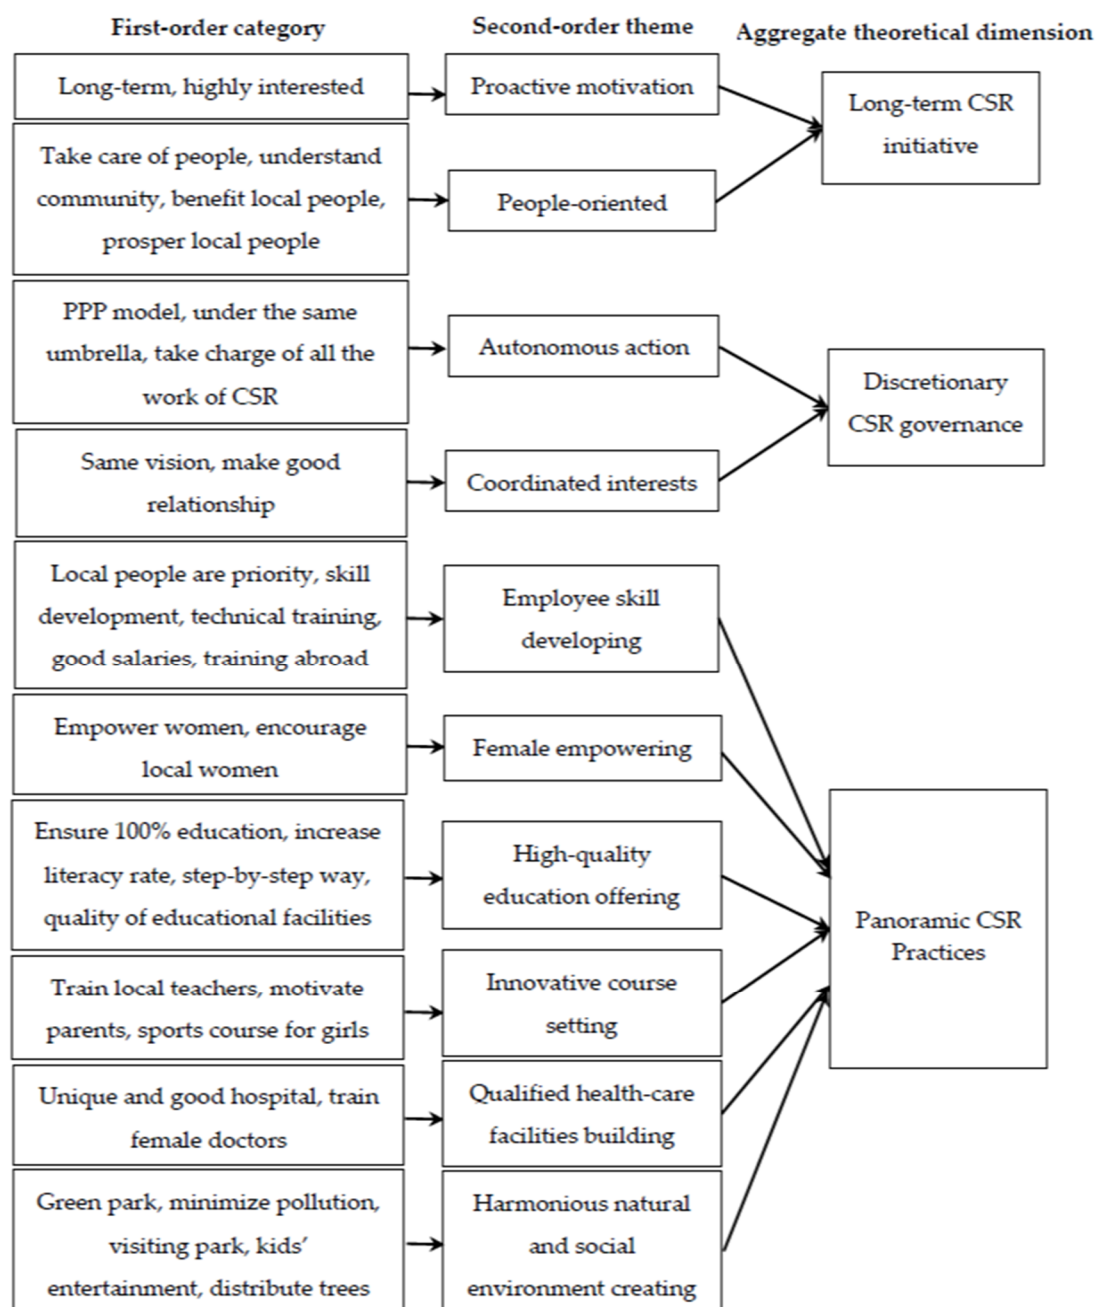 First-order category
Second-order theme
Aggregate theoretical dimension
Long-term, highly interested
Proactive motivation
Long-term CSR
initiative
Take care of people, understand
community, benefit local people,
prosper local people
People-oriented
PPP model, under the same
umbrella, take charge of all the
work of CSR
Autonomous action
Discretionary
CSR governance
Same vision, make good
relationship
Coordinated interests
Local people are priority, skill
development, technical training,
good salaries, training abroad
Employee skill
developing
Empower women, encourage
local women
Female empowering
Ensure 100% education, increase
literacy rate, step-by-step way,
quality of educational facilities
High-quality
education offering
Panoramic CSR
Practices
Train local teachers, motivate
parents, sports course for girls
Innovative course
setting
Unique and good hospital, train
female doctors
Qualified health-care
facilities building
Green park, minimize pollution,
visiting park, kids’
entertainment, distribute trees
Harmonious natural
and social
environment creating